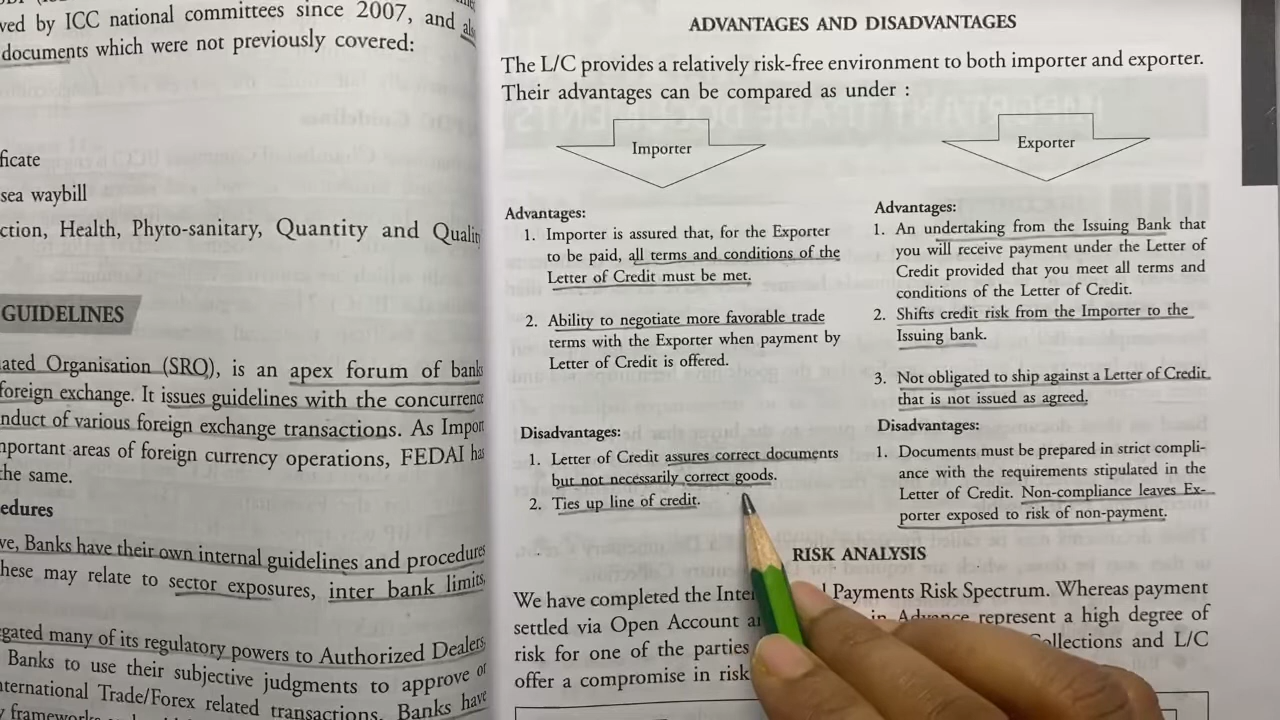 ved by ICC national committees since 2007, and
documents which were not previously covered:
ficate
sea waybill
ction, Health, Phyto-sanitary, Quantity and
GUIDELINES
ated Organisation (SRO), is an apex forum of banks
foreign exchange. It issues guidelines with the concurrence
nduct of various foreign exchange transactions. As Import
mportant areas of foreign currency operations, FEDAI has
the same.
edures
ve, Banks have their own internal guidelines and procedures
hese may relate to sector exposures, inter bank limits,
egated many of its regulatory powers to Authorized Dealers
Banks to use their subjective judgments to approve or
nternational Trade/Forex related transactions. Banks have
ADVANTAGES AND DISADVANTAGES
The L/C provides a relatively risk-free environment to both importer and exporter.
Their advantages can be compared as under :
Importer
Advantages:
1. Importer is assured that, for the Exporter
to be paid, all terms and conditions of the
Letter of Credit must be met.
2. Ability to negotiate more favorable trade
terms with the Exporter when payment by
Letter of Credit is offered.
Disadvantages:
1. Letter of Credit assures correct documents
but not necessarily correct goods.
2. Ties up line of credit.
Exporter
Advantages:
1. An undertaking from the Issuing Bank that
you will receive payment under the Letter of
Credit provided that you meet all terms and
conditions of the Letter of Credit.
2. Shifts credit risk from the Importer to the
Issuing bank.
3. Not obligated to ship against a Letter of Credit
that is not issued as agreed.
Disadvantages:
1. Documents must be prepared in strict compli-
ance with the requirements stipulated in the
Letter of Credit. Non-compliance leaves Ex-
porter exposed to risk of non-payment.
RISK ANALYSIS
We have completed the Payments Risk Spectrum. Whereas payment
settled via Open Account in Advance represent a high degree of
risk for one of the parties Collections and L/C
offer a compromise in risk